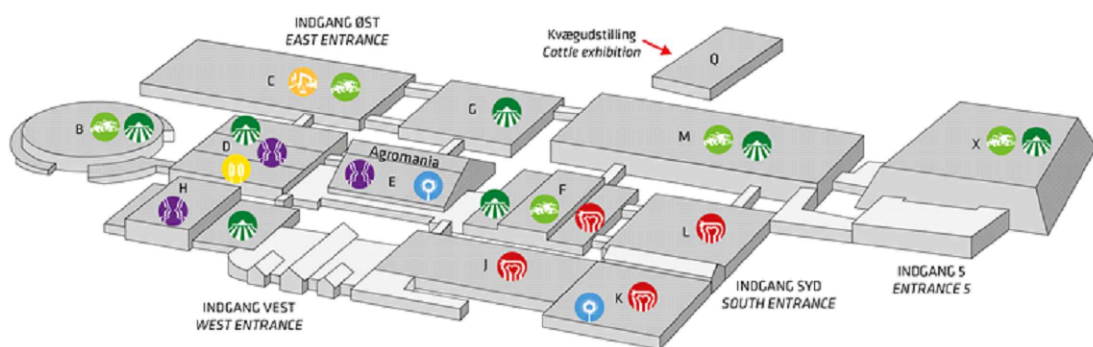 INDGANG ØST
EAST ENTRANCE
Kvægudstilling
Cattle exhibition
Q
C
G
B
D
M
X
Agromania
E
H
F
L
J
K
INDGANG 5
ENTRANCE 5
INDGANG SYD
SOUTH ENTRANCE
INDGANG VEST
WEST ENTRANCE